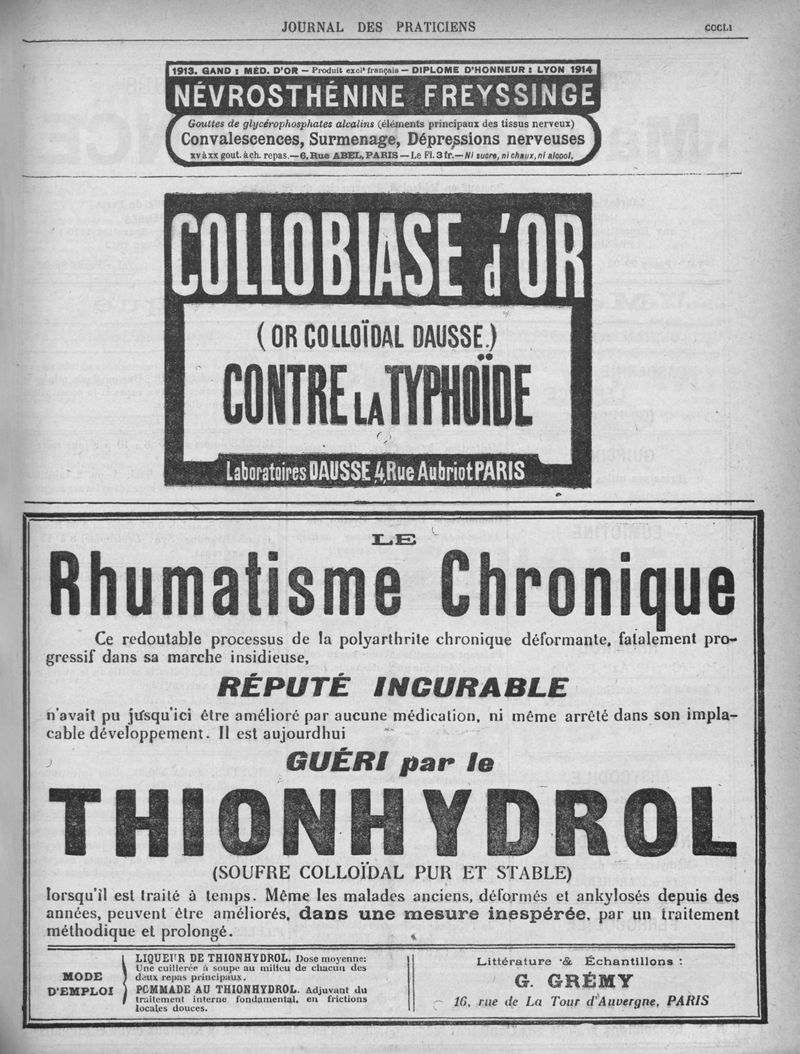 JOURNAL DES PRATICIENS
CCCLI
1913. GAND : MÉD. D'OR — Produit exclt français — DIPLOME D'HONNEUR : LYON 1914
NÉVROSTHÉNINE FREYSSINGE
Gouttes de glycérophosphates alcalins (éléments principaux des tissus nerveux)
Convalescences, Surmenage, Dépressions nerveuses
XV à XX gout. à ch. repas. — 6, Rue ABEL, PARIS — Le Fl. 3 fr. — Ni sucre, ni chaux, ni alcool.
COLLOBIASE d'OR
(OR COLLOÏDAL DAUSSE.)
CONTRE LA TYPHOÏDE
Laboratoires DAUSSE 4, Rue Aubriot PARIS
LE
Rhumatisme Chronique
Ce redoutable processus de la polyarthrite chronique déformante, fatalement pro-
gressif dans sa marche insidieuse,
RÉPUTÉ INCURABLE
n'avait pu jusqu'ici être amélioré par aucune médication, ni même arrêté dans son impla-
cable développement. Il est aujourd'hui
GUÉRI par le
THIONHYDROL
(SOUFRE COLLOÏDAL PUR ET STABLE)
lorsqu'il est traité à temps. Même les malades anciens, déformés et ankylosés depuis des
années, peuvent être améliorés, dans une mesure inespérée, par un traitement
méthodique et prolongé.
MODE
D'EMPLOI
LIQUEUR DE THIONHYDROL. Dose moyenne:
Une cuillerée à soupe au milieu de chacun des
deux repas principaux.
POMMADE AU THIONHYDROL. Adjuvant du
traitement interne fondamental, en frictions
locales douces.
Littérature & Échantillons :
G. GRÉMY
16, rue de La Tour d'Auvergne, PARIS